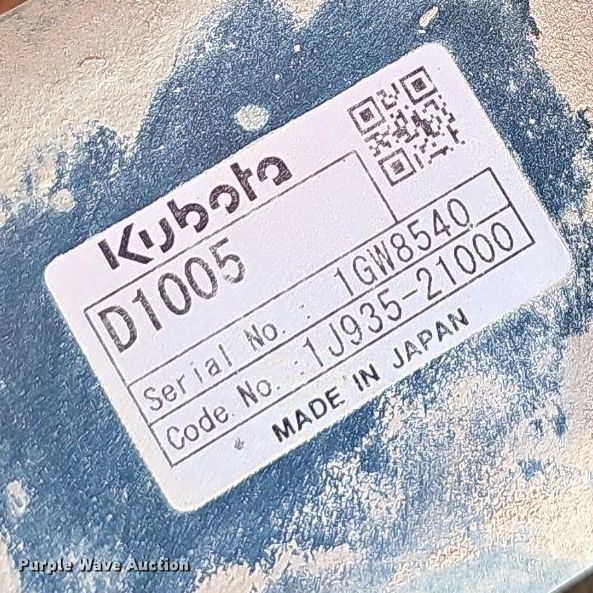 Kubota
D1005
Serial No. : 1GW8540
Code No. :1J935-21000
MADE IN JAPAN
Purple Wave Auction